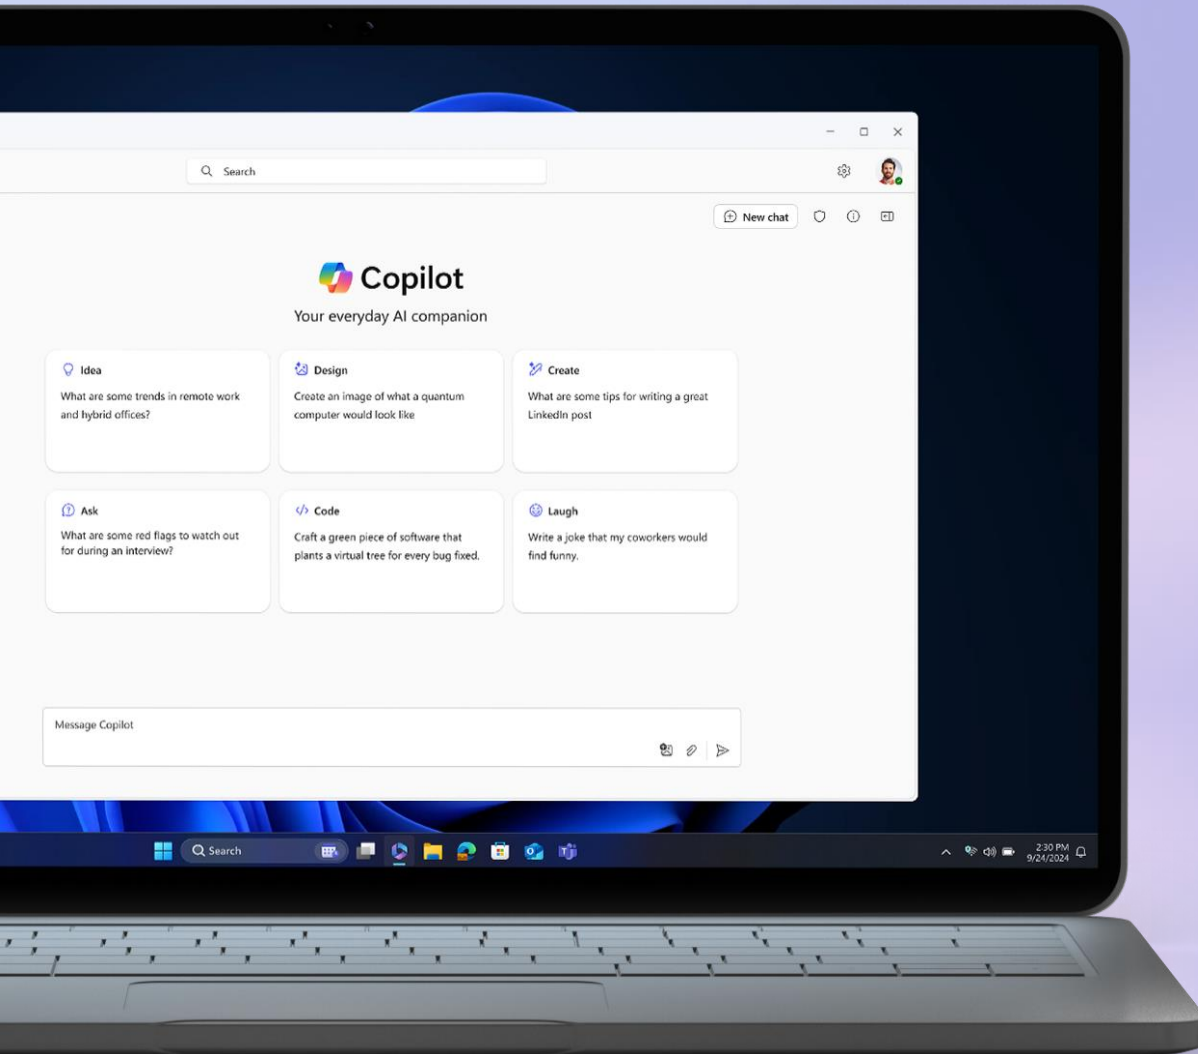 Search
New chat
Copilot
Your everyday AI companion
Idea
What are some trends in remote work
and hybrid offices?
Design
Create an image of what a quantum
computer would look like
Create
What are some tips for writing a great
LinkedIn post
Ask
What are some red flags to watch out
for during an interview?
Code
Craft a green piece of software that
plants a virtual tree for every bug fixed.
Laugh
Write a joke that my coworkers would
find funny.
Message Copilot
Search
2:30 PM
9/24/2024